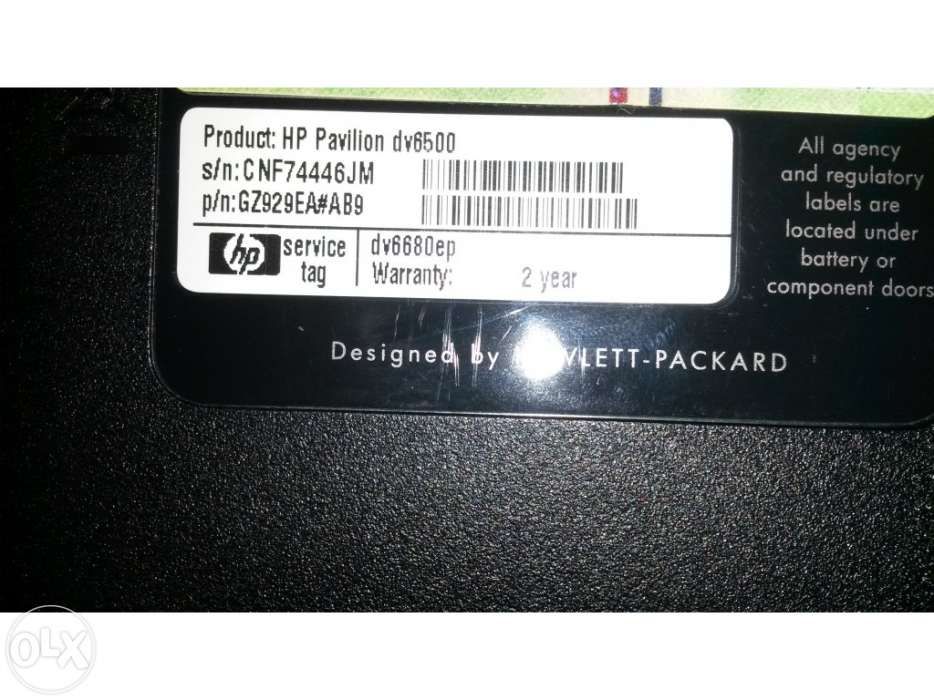 Product: HP Pavilion dv6500
s/n: CNF74446JM
p/n: GZ929EA#AB9
hp service tag
dv6680ep
Warranty: 2 year
All agency
and regulatory
labels are
located under
battery or
component doors
Designed by HEWLETT-PACKARD
OLX